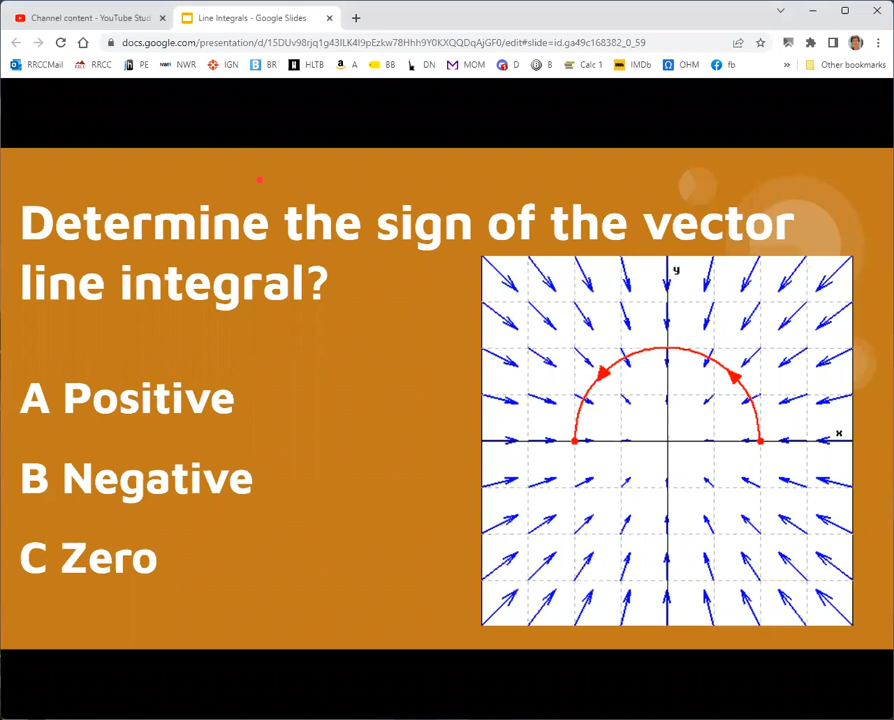 Channel content - YouTube Stud
Line Integrals - Google Slides
docs.google.com/presentation/d/15DUv98rjq1g43ILK4I9pEzkw78Hhh9Y0KXQQDqAjGF0/edit#slide=id.ga49c168382_0_59
RRCCMail RRCC PE NWR IGN BR HLTB A BB DN MOM D B Calc 1 IMDb OHM fb » Other bookmarks
Determine the sign of the vector
line integral?
y
A Positive
x
B Negative
C Zero